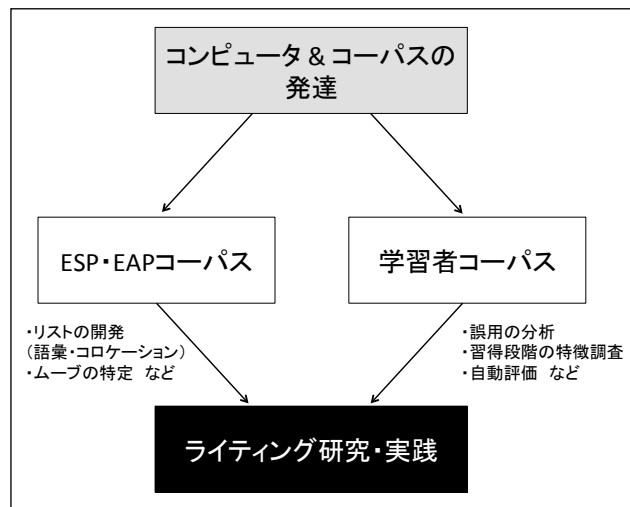 コンピュータ & コーパスの
発達
ESP・EAPコーパス
学習者コーパス
・リストの開発
(語彙・コロケーション)
・ムーブの特定 など
・誤用の分析
・習得段階の特徴調査
・自動評価 など
ライティング研究・実践